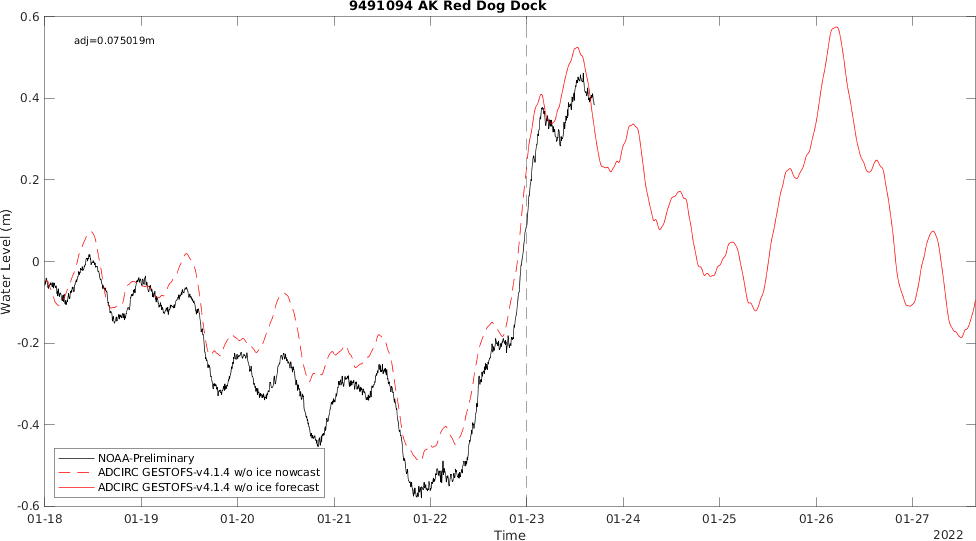 9491094 AK Red Dog Dock
adj=0.075019m
0.6
0.4
0.2
0
-0.2
-0.4
-0.6
Water Level (m)
NOAA-Preliminary
ADCIRC GESTOFS-v4.1.4 w/o ice nowcast
ADCIRC GESTOFS-v4.1.4 w/o ice forecast
01-18 01-19 01-20 01-21 01-22 01-23 01-24 01-25 01-26 01-27
Time
2022